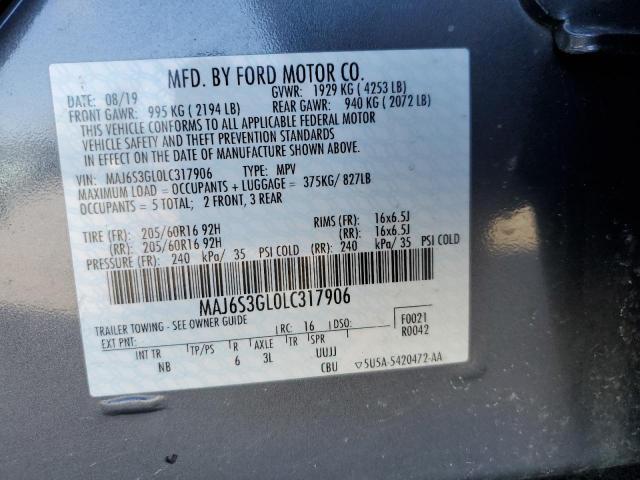 MFD. BY FORD MOTOR CO.
DATE: 08/19 GVWR: 1929 KG ( 4253 LB)
FRONT GAWR: 995 KG ( 2194 LB) REAR GAWR: 940 KG ( 2072 LB)
THIS VEHICLE CONFORMS TO ALL APPLICABLE FEDERAL MOTOR
VEHICLE SAFETY AND THEFT PREVENTION STANDARDS
IN EFFECT ON THE DATE OF MANUFACTURE SHOWN ABOVE.
VIN: MAJ6S3GL0LC317906 TYPE: MPV
MAXIMUM LOAD = OCCUPANTS + LUGGAGE = 375KG/ 827LB
OCCUPANTS = 5 TOTAL; 2 FRONT, 3 REAR
TIRE (FR): 205/60R16 92H RIMS (FR): 16x6.5J
(RR): 205/60R16 92H (RR): 16x6.5J
PRESSURE (FR): 240 kPa/ 35 PSI COLD (RR): 240 kPa/ 35 PSI COLD
MAJ6S3GL0LC317906
TRAILER TOWING - SEE OWNER GUIDE
EXT PNT: RC: 16 DSO: F0021
R0042
INT TR TP/PS R AXLE TR SPR
NB 6 3L UUJJ
CBU ▽5U5A-5420472-AA